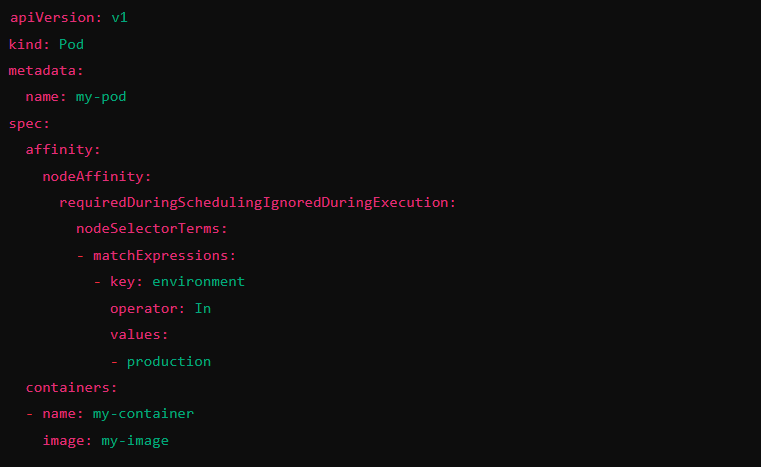 apiVersion: v1
kind: Pod
metadata:
  name: my-pod
spec:
  affinity:
    nodeAffinity:
      requiredDuringSchedulingIgnoredDuringExecution:
        nodeSelectorTerms:
        - matchExpressions:
          - key: environment
            operator: In
            values:
            - production
  containers:
  - name: my-container
    image: my-image